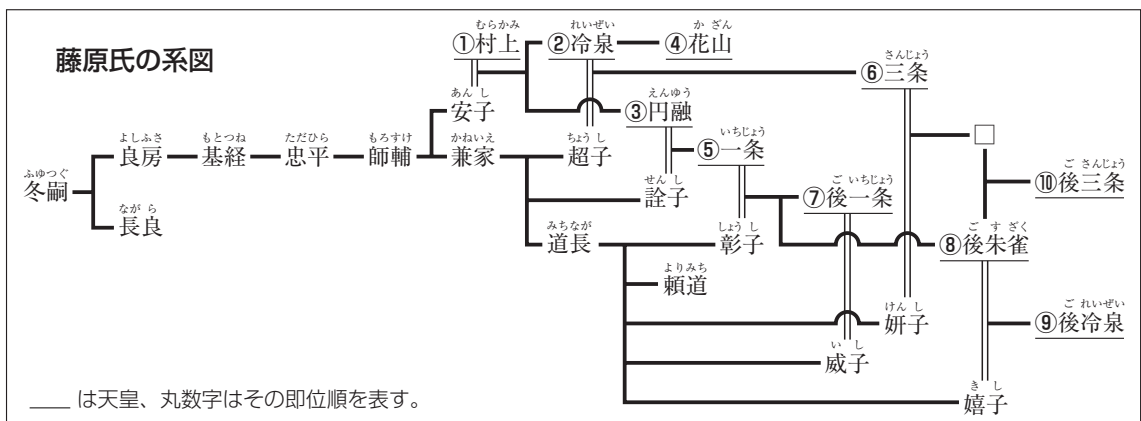 藤原氏の系図
むらかみ
①村上
れいぜい
②冷泉
か ざん
④花山
さんじょう
⑥三条
あん し
安子
えんゆう
③円融
よしふさ
良房
もとつね
基経
ただひら
忠平
もろすけ
師輔
かねいえ
兼家
ちょう し
超子
いちじょう
⑤一条
□
ふゆつぐ
冬嗣
ご さんじょう
⑩後三条
せん し
詮子
ご いちじょう
⑦後一条
なが ら
長良
みちなが
道長
しょう し
彰子
ご す ざく
⑧後朱雀
よりみち
頼道
けん し
妍子
ご れいぜい
⑨後冷泉
い し
威子
き し
嬉子
は天皇、丸数字はその即位順を表す。